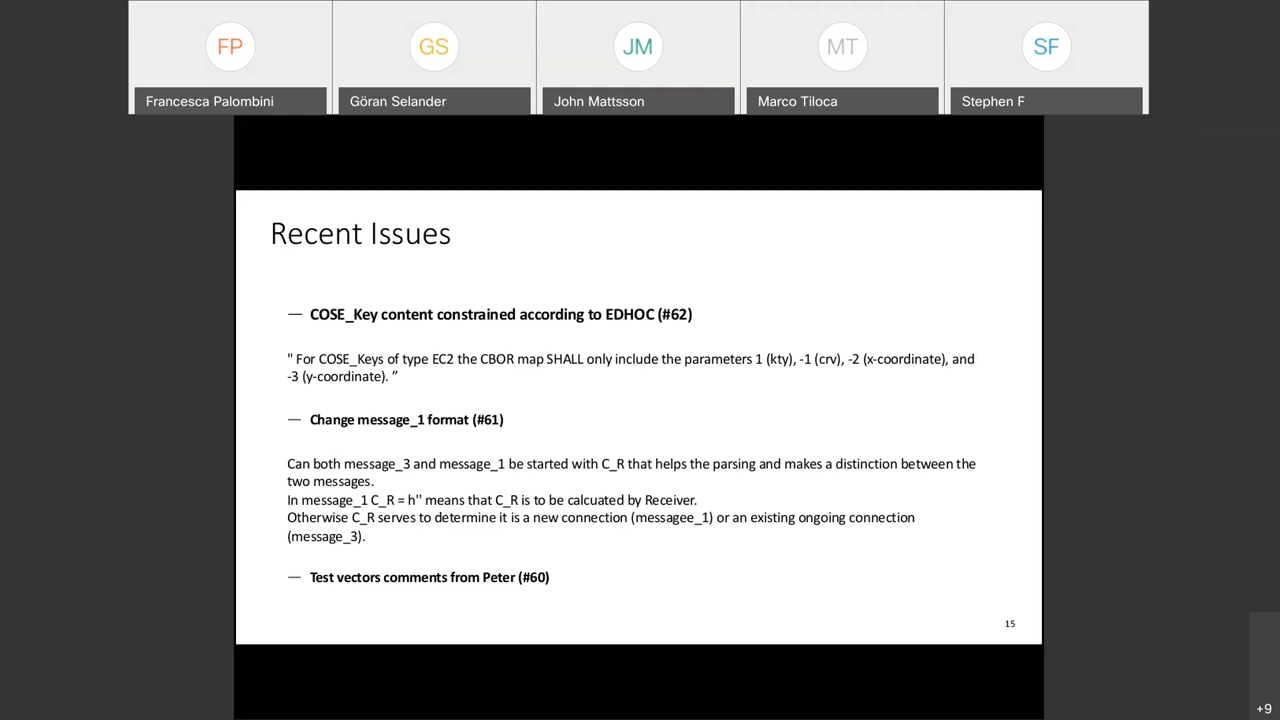 FP
GS
JM
MT
SF
Francesca Palombini
Göran Selander
John Mattsson
Marco Tiloca
Stephen F
Recent Issues
— COSE_Key content constrained according to EDHOC (#62)
" For COSE_Keys of type EC2 the CBOR map SHALL only include the parameters 1 (kty), -1 (crv), -2 (x-coordinate), and
-3 (y-coordinate). ”
— Change message_1 format (#61)
Can both message_3 and message_1 be started with C_R that helps the parsing and makes a distinction between the
two messages.
In message_1 C_R = h'' means that C_R is to be calcuated by Receiver.
Otherwise C_R serves to determine it is a new connection (messagee_1) or an existing ongoing connection
(message_3).
— Test vectors comments from Peter (#60)
15
+9